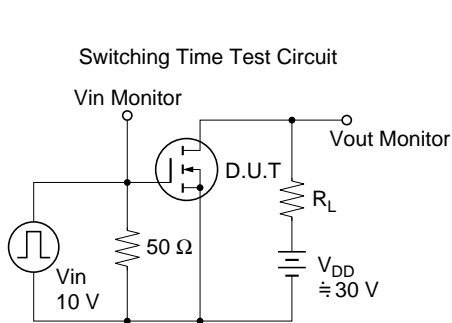 Switching Time Test Circuit
Vin Monitor
Vout Monitor
D.U.T
RL
50 Ω
Vin
10 V
VDD
≒ 30 V